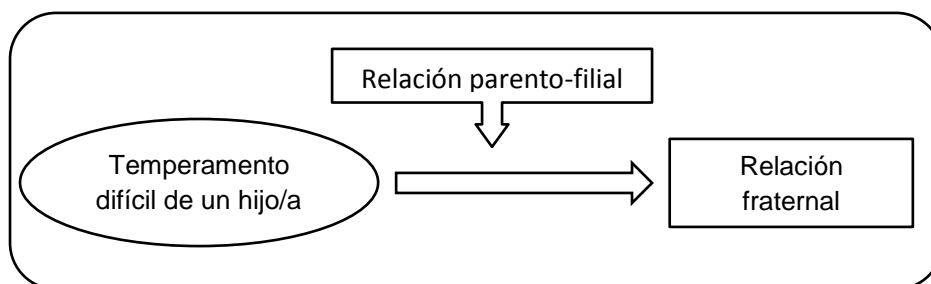 Relación parento-filial
Temperamento
difícil de un hijo/a
Relación
fraternal